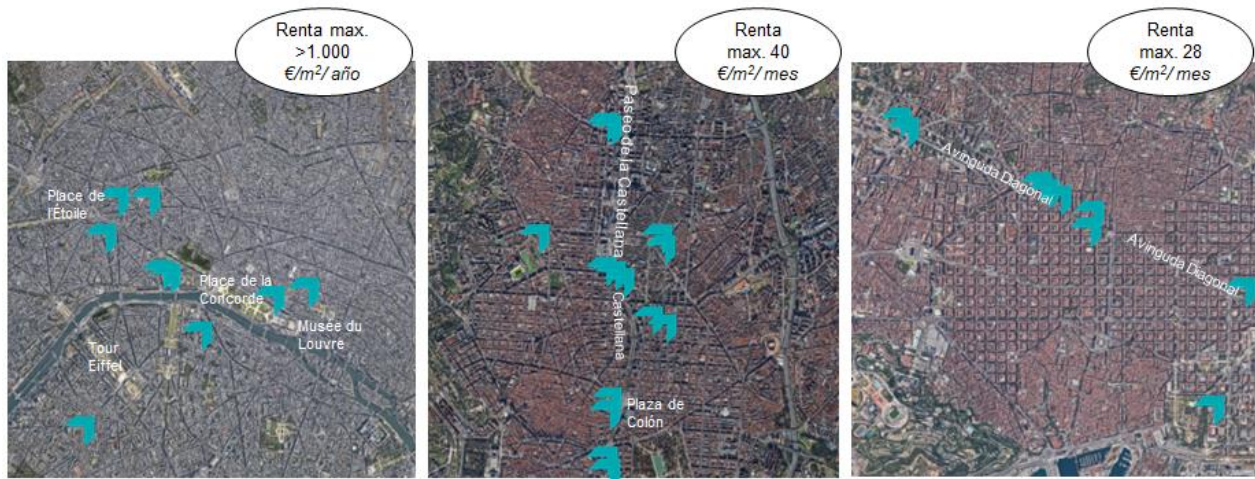 Renta max.
>1.000
€/m²/ año
Place de
l'Étoile
Place de la
Concorde
Musée du
Louvre
Tour
Eiffel
Renta
max. 40
€/m²/ mes
Paseo de la Castellana
Castellana
Plaza de
Colón
Renta
max. 28
€/m²/ mes
Avinguda Diagonal
Avinguda Diagonal